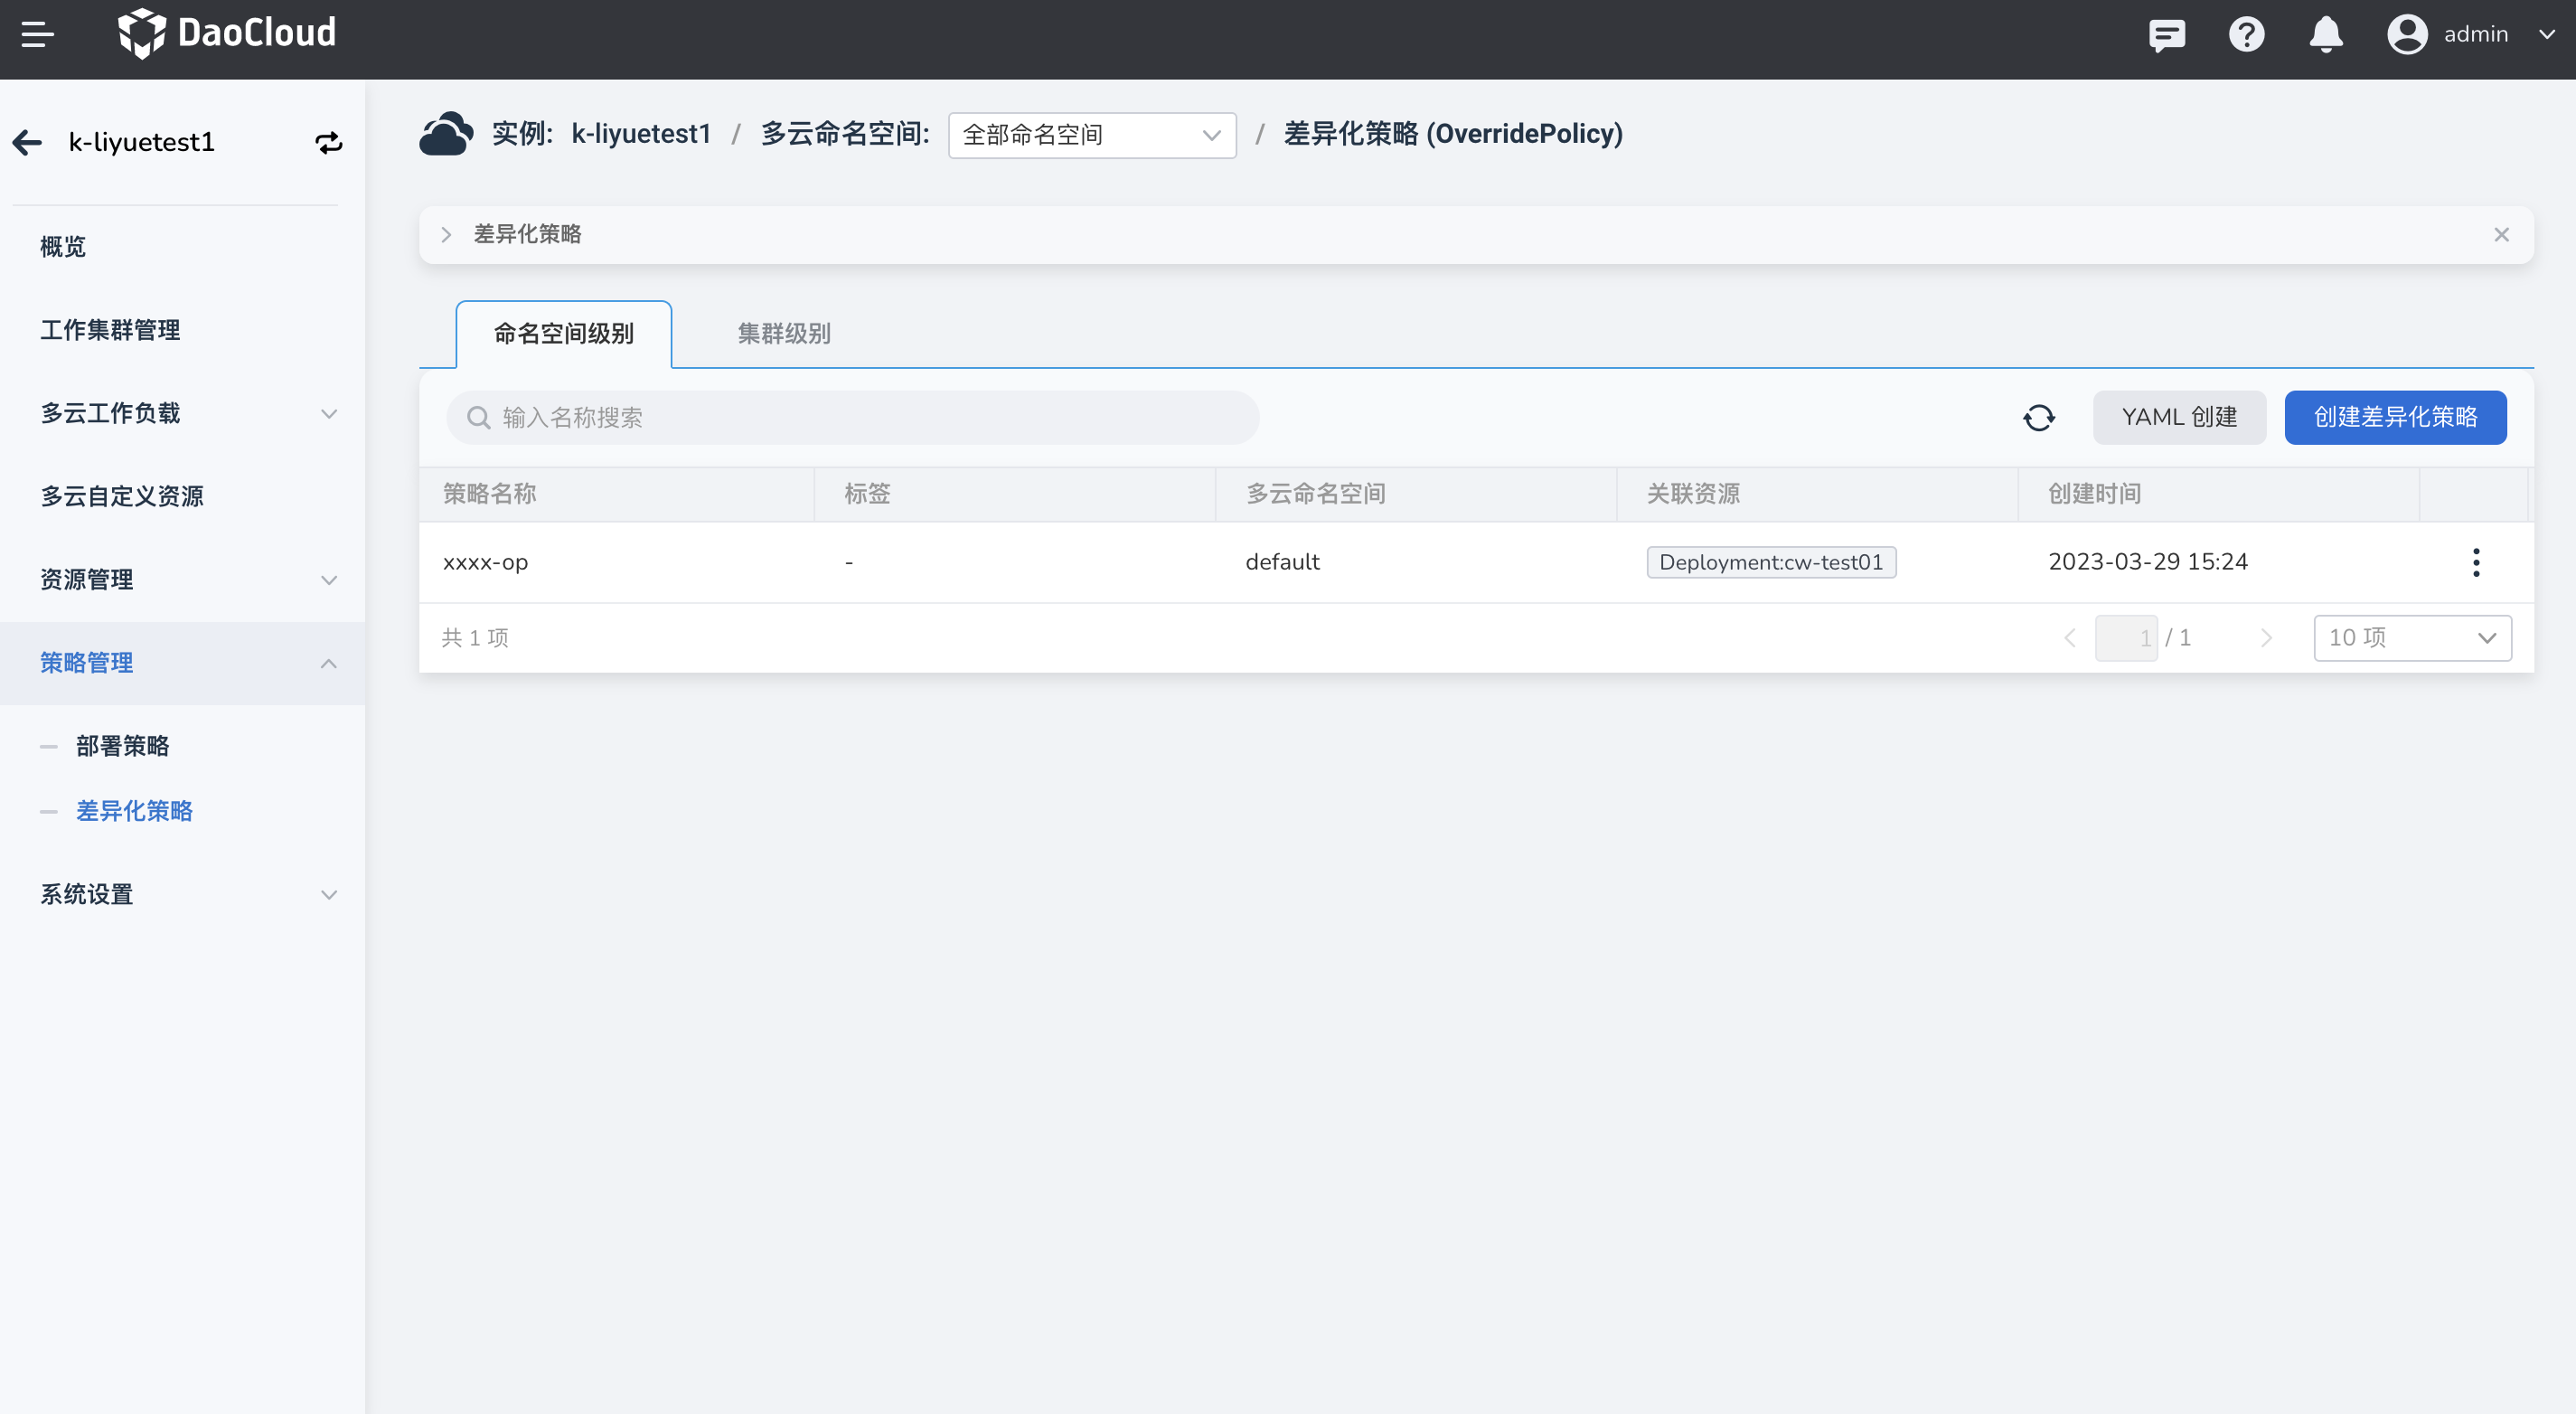 DaoCloud
admin
k-liyuetest1
概览
工作集群管理
多云工作负载
多云自定义资源
资源管理
策略管理
部署策略
差异化策略
系统设置
实例: k-liyuetest1 / 多云命名空间: 全部命名空间 / 差异化策略 (OverridePolicy)
差异化策略
命名空间级别 集群级别
输入名称搜索 YAML 创建 创建差异化策略
策略名称 标签 多云命名空间 关联资源 创建时间
xxxx-op - default Deployment:cw-test01 2023-03-29 15:24
共 1 项 1 / 1 10 项